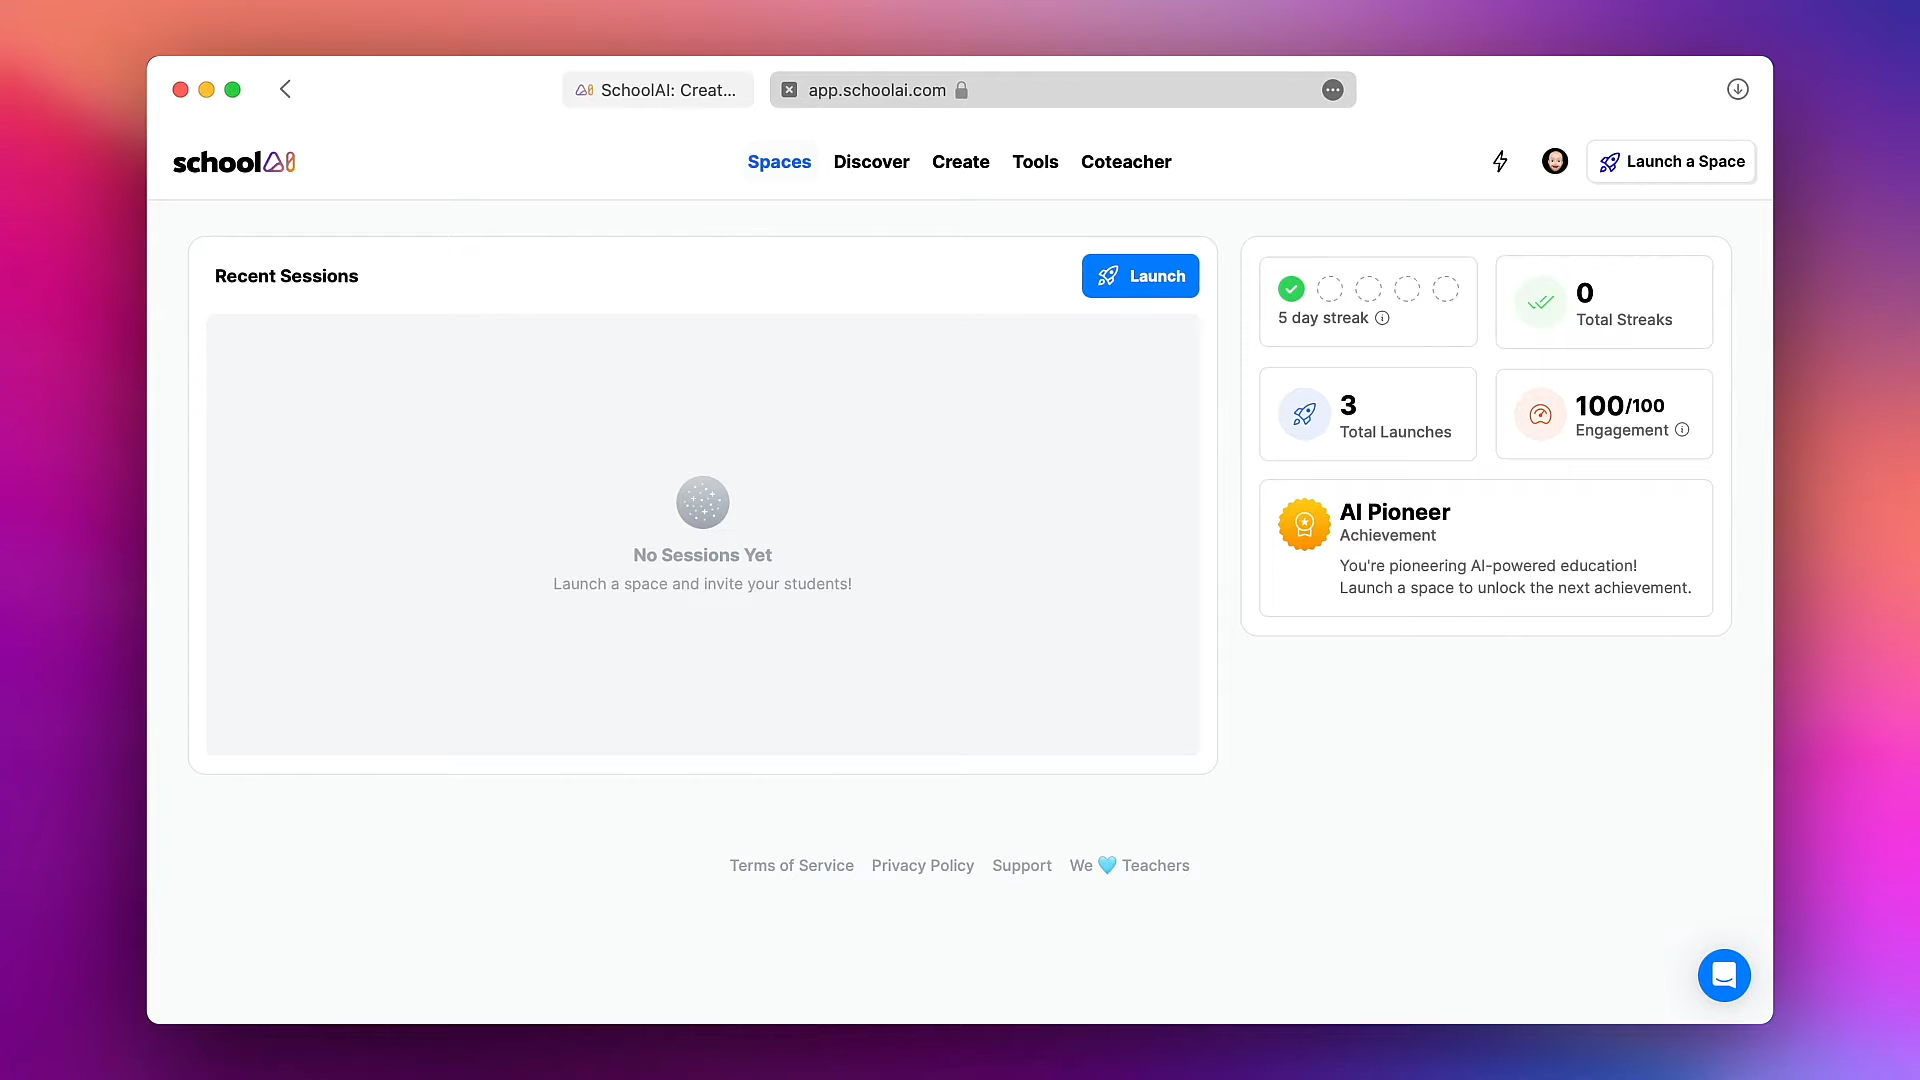 SchoolAI: Creat...
app.schoolai.com
schoolAI
Spaces
Discover
Create
Tools
Coteacher
Launch a Space
Recent Sessions
Launch
No Sessions Yet
Launch a space and invite your students!
5 day streak
0
Total Streaks
3
Total Launches
100/100
Engagement
AI Pioneer
Achievement
You're pioneering AI-powered education!
Launch a space to unlock the next achievement.
Terms of Service
Privacy Policy
Support
We 🩵 Teachers